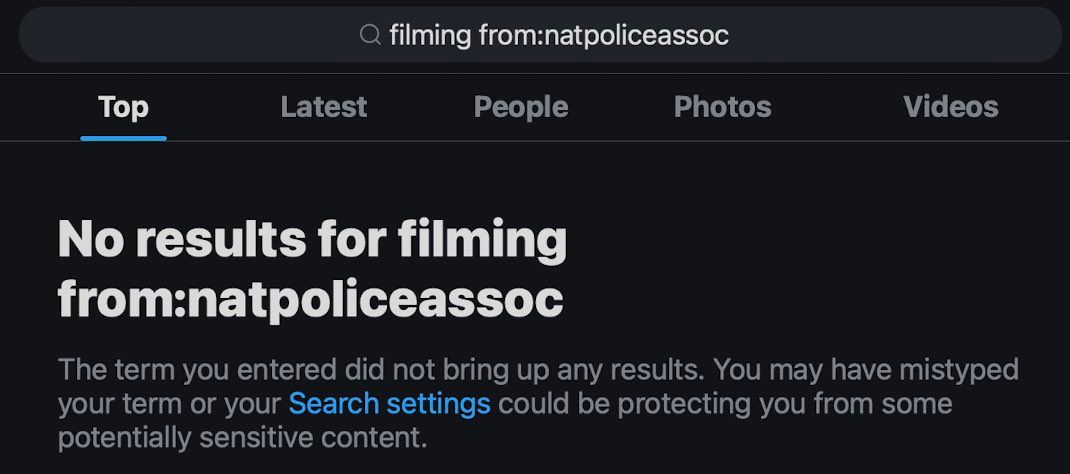 filming from:natpoliceassoc
Top Latest People Photos Videos
No results for filming
from:natpoliceassoc
The term you entered did not bring up any results. You may have mistyped
your term or your Search settings could be protecting you from some
potentially sensitive content.